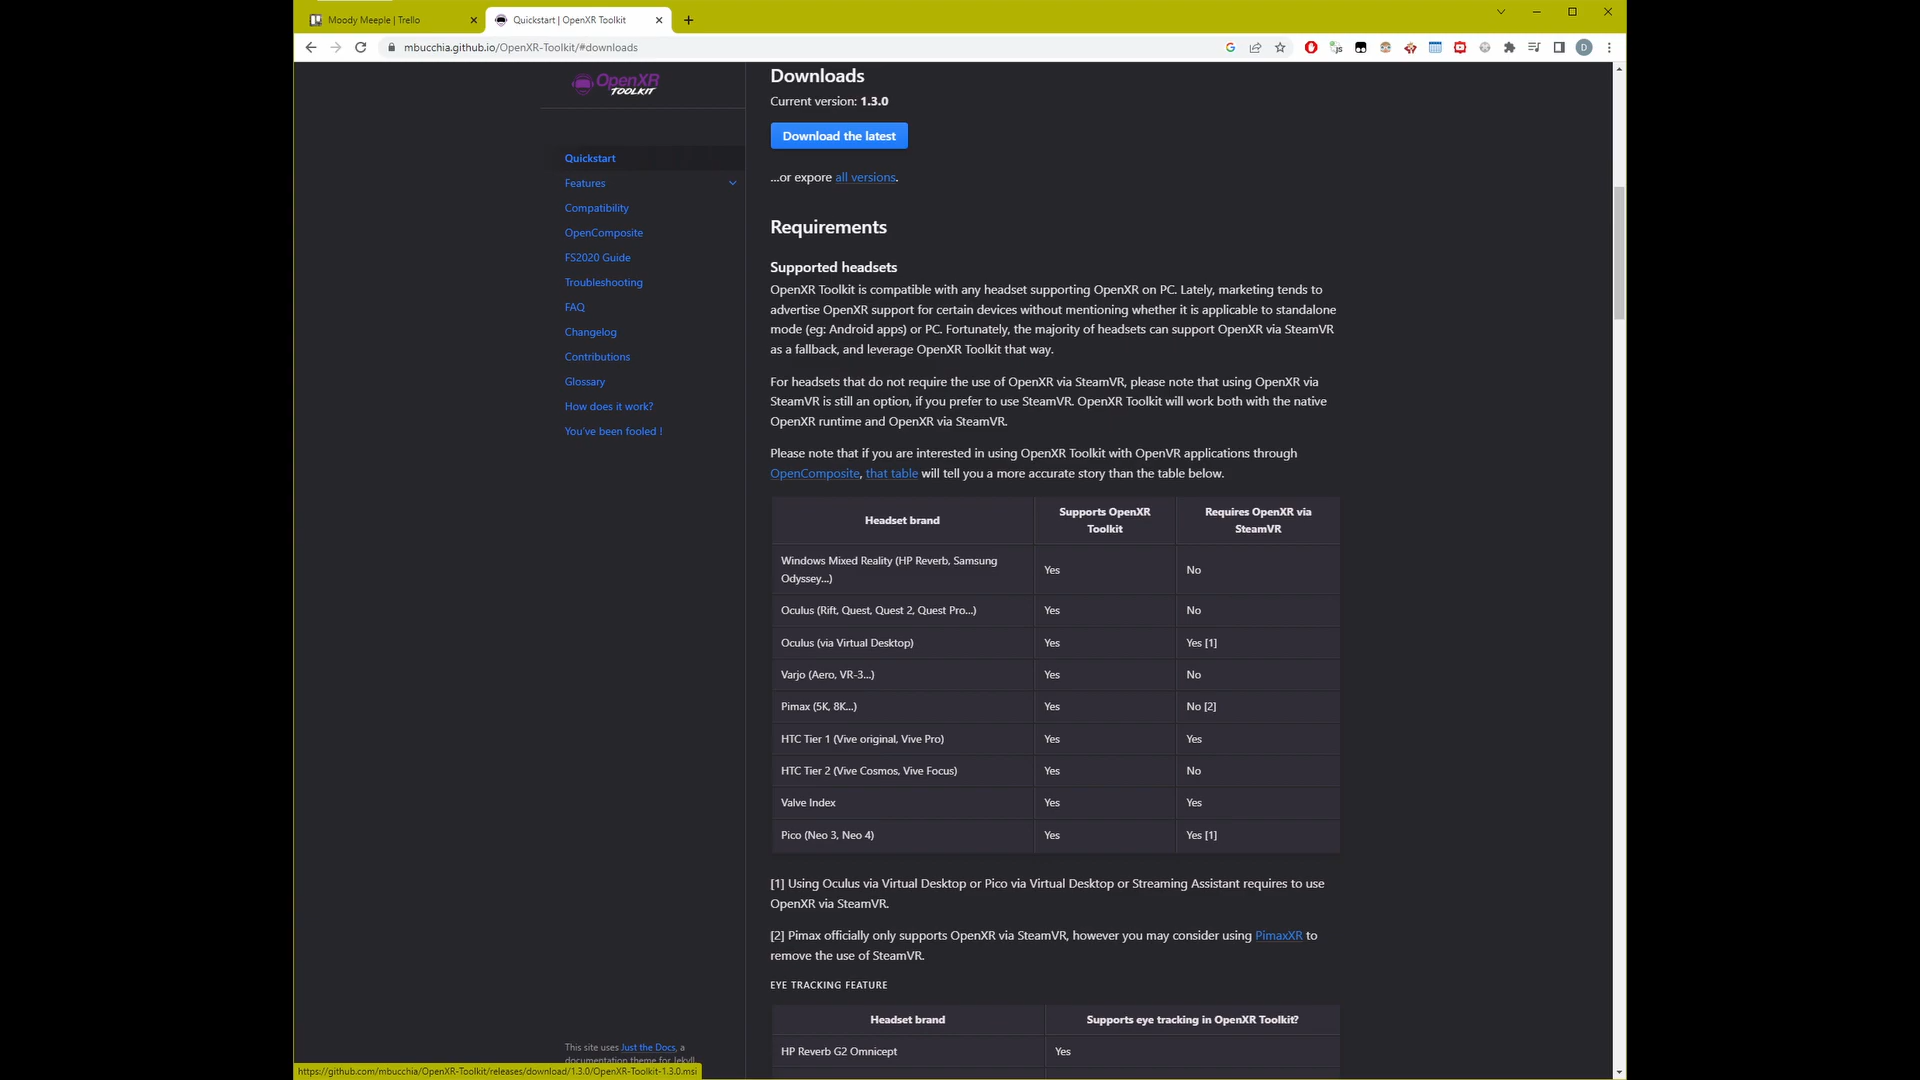 Moody Meeple | Trello
Quickstart | OpenXR Toolkit
mbucchia.github.io/OpenXR-Toolkit/#downloads
OpenXR
TOOLKIT
Quickstart
Features
Compatibility
OpenComposite
FS2020 Guide
Troubleshooting
FAQ
Changelog
Contributions
Glossary
How does it work?
You've been fooled !
This site uses Just the Docs, a
documentation theme for Jekyll.
Downloads
Current version: 1.3.0
Download the latest
...or expore all versions.
Requirements
Supported headsets
OpenXR Toolkit is compatible with any headset supporting OpenXR on PC. Lately, marketing tends to
advertise OpenXR support for certain devices without mentioning whether it is applicable to standalone
mode (eg: Android apps) or PC. Fortunately, the majority of headsets can support OpenXR via SteamVR
as a fallback, and leverage OpenXR Toolkit that way.
For headsets that do not require the use of OpenXR via SteamVR, please note that using OpenXR via
SteamVR is still an option, if you prefer to use SteamVR. OpenXR Toolkit will work both with the native
OpenXR runtime and OpenXR via SteamVR.
Please note that if you are interested in using OpenXR Toolkit with OpenVR applications through
OpenComposite, that table will tell you a more accurate story than the table below.
Headset brand
Supports OpenXR
Toolkit
Requires OpenXR via
SteamVR
Windows Mixed Reality (HP Reverb, Samsung
Odyssey...)
Yes
No
Oculus (Rift, Quest, Quest 2, Quest Pro...)
Yes
No
Oculus (via Virtual Desktop)
Yes
Yes [1]
Varjo (Aero, VR-3...)
Yes
No
Pimax (5K, 8K...)
Yes
No [2]
HTC Tier 1 (Vive original, Vive Pro)
Yes
Yes
HTC Tier 2 (Vive Cosmos, Vive Focus)
Yes
No
Valve Index
Yes
Yes
Pico (Neo 3, Neo 4)
Yes
Yes [1]
[1] Using Oculus via Virtual Desktop or Pico via Virtual Desktop or Streaming Assistant requires to use
OpenXR via SteamVR.
[2] Pimax officially only supports OpenXR via SteamVR, however you may consider using PimaxXR to
remove the use of SteamVR.
EYE TRACKING FEATURE
Headset brand
Supports eye tracking in OpenXR Toolkit?
HP Reverb G2 Omnicept
Yes
https://github.com/mbucchia/OpenXR-Toolkit/releases/download/1.3.0/OpenXR-Toolkit-1.3.0.msi